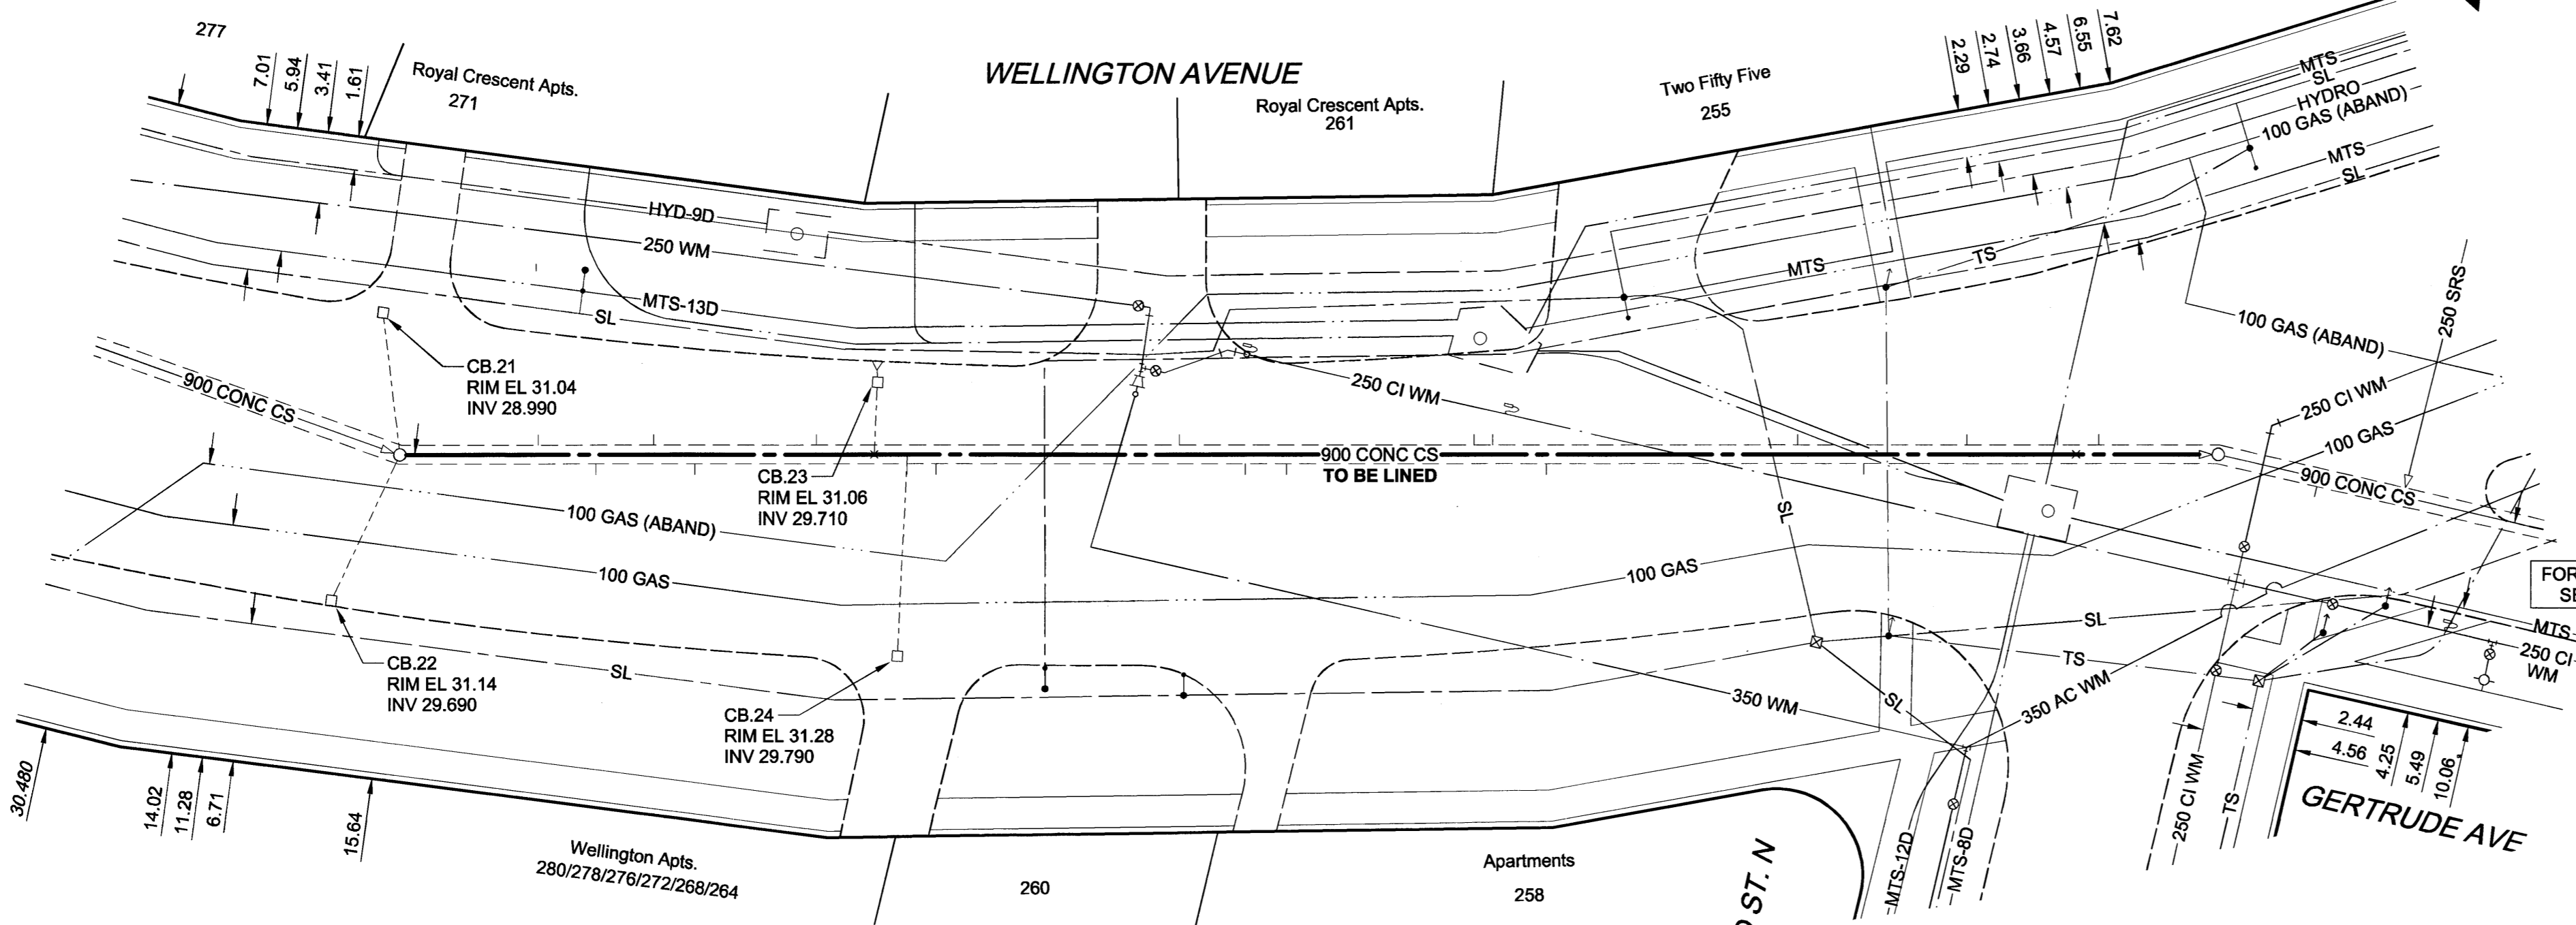 277
7.01
5.94
3.41
1.61
Royal Crescent Apts.
271
WELLINGTON AVENUE
Royal Crescent Apts.
261
Two Fifty Five
255
2.29
2.74
3.66
4.57
6.55
7.62
MTS
SL
HYDRO
100 GAS (ABAND)
MTS
SL
HYD-9D
250 WM
MTS-13D
SL
MTS
TS
250 SRS
100 GAS (ABAND)
250 CI WM
250 CI WM
100 GAS
900 CONC CS
CB.21
RIM EL 31.04
INV 28.990
900 CONC CS
TO BE LINED
900 CONC CS
CB.23
RIM EL 31.06
INV 29.710
100 GAS (ABAND)
SL
100 GAS
100 GAS
FOR
SE
SL
MTS
TS
250 CI
WM
CB.22
RIM EL 31.14
INV 29.690
SL
350 WM
SL
350 AC WM
CB.24
RIM EL 31.28
INV 29.790
2.44
4.56
4.25
5.49
10.06
GERTRUDE AVE
250 CI WM
TS
30.480
14.02
11.28
6.71
15.64
Wellington Apts.
280/278/276/272/268/264
260
Apartments
258
ST. N
MTS-12D
MTS-8D